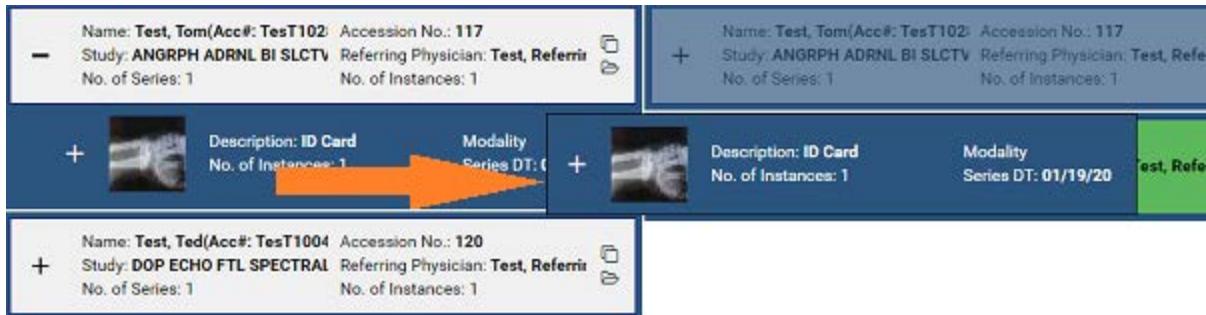 Name: Test, Tom(Acc#: TesT102 Accession No.: 117
Study: ANGRPH ADRNL BI SLCTV Referring Physician: Test, Referrin
No. of Series: 1 No. of Instances: 1
Name: Test, Tom(Acc#: TesT102 Accession No.: 117
Study: ANGRPH ADRNL BI SLCTV Referring Physician: Test, Refe
No. of Series: 1 No. of Instances: 1
Description: ID Card Modality
No. of Instances: 1 Series DT: 0
Description: ID Card Modality
No. of Instances: 1 Series DT: 01/19/20
est, Refe
Name: Test, Ted(Acc#: TesT1004 Accession No.: 120
Study: DOP ECHO FTL SPECTRAL Referring Physician: Test, Referrin
No. of Series: 1 No. of Instances: 1